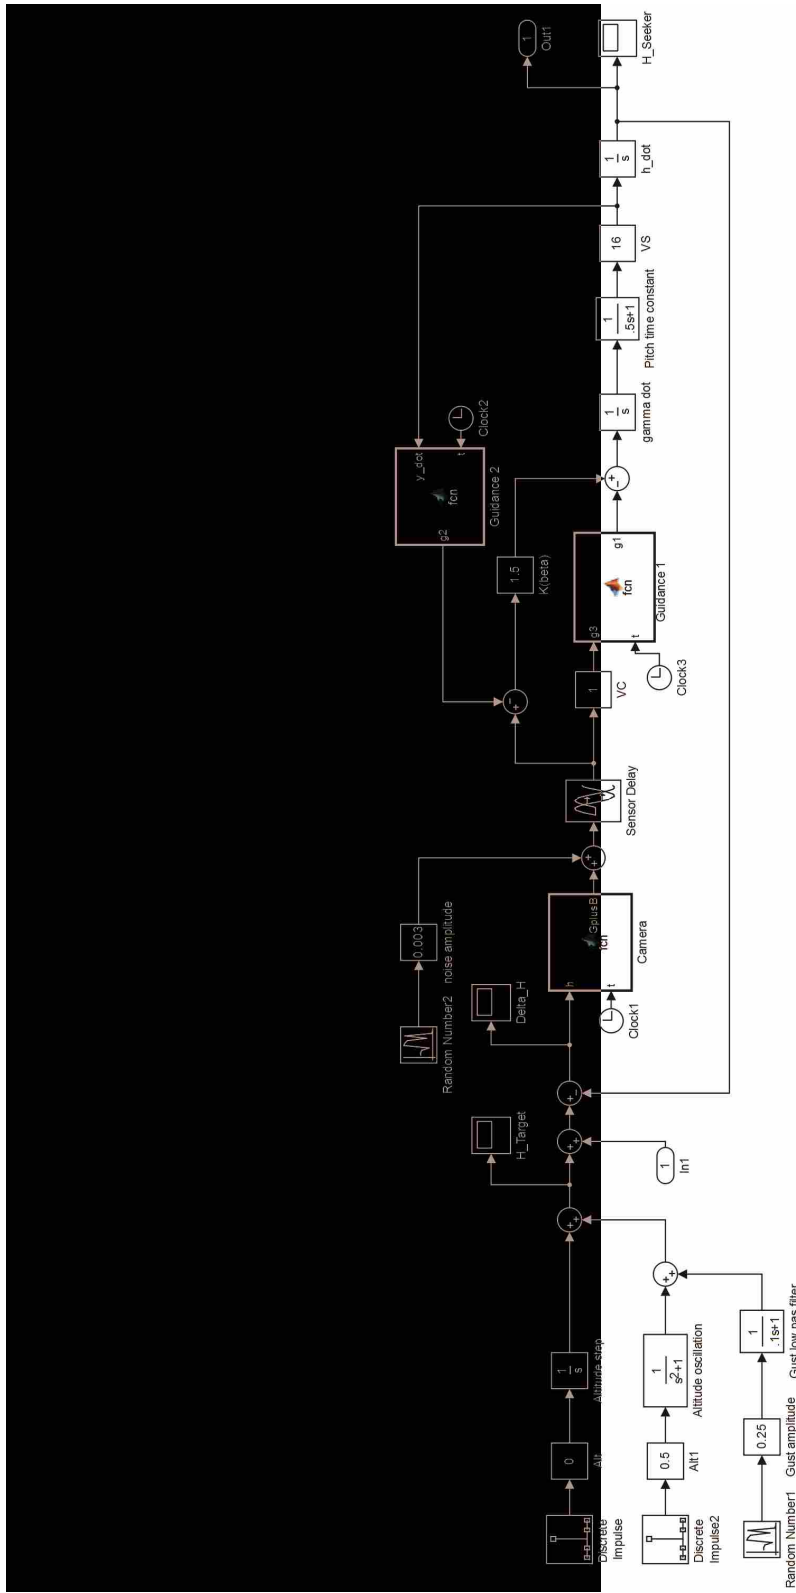 Discrete
Impulse
0
Alt
1
s
Altitude step
Discrete
Impulse2
0.5
Alt1
1
s²+1
Altitude oscillation
Random Number1
0.25
Gust amplitude
1
.1s+1
Gust low pas filter
+
+
+
+
H_Target
+
+
1
In1
+
-
Delta_H
Random Number2
0.003
noise amplitude
h
t
fcn
GplusB
Camera
Clock1
+
+
Sensor Delay
1
VC
+
-
g3
t
fcn
g1
Guidance 1
Clock3
1.5
K(beta)
g2
fcn
y_dot
t
Guidance 2
Clock2
-
+
1
s
gamma dot
1
.5s+1
Pitch time constant
16
VS
1
s
h_dot
1
Out1
H_Seeker